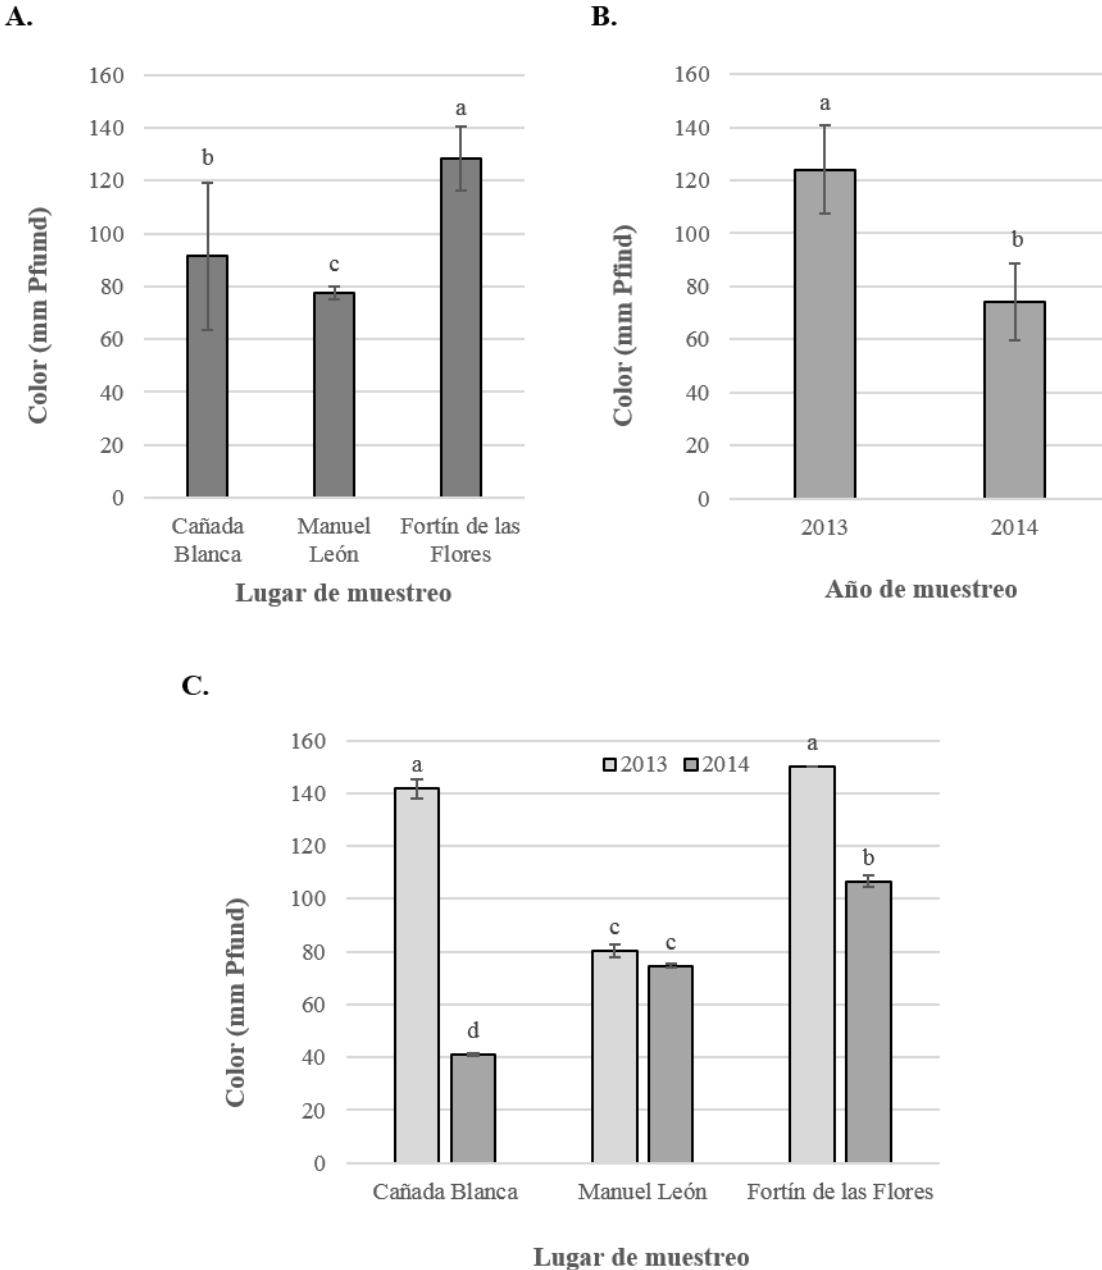 A.
160
140
120
100
80
60
40
20
0
b
c
a
Color (mm Pfumd)
Cañada Blanca
Manuel León
Fortín de las Flores
Lugar de muestreo
B.
160
140
120
100
80
60
40
20
0
a
b
Color (mm Pfind)
2013
2014
Año de muestreo
C.
160
140
120
100
80
60
40
20
0
2013
2014
a
d
c
c
a
b
Color (mm Pfund)
Cañada Blanca
Manuel León
Fortín de las Flores
Lugar de muestreo